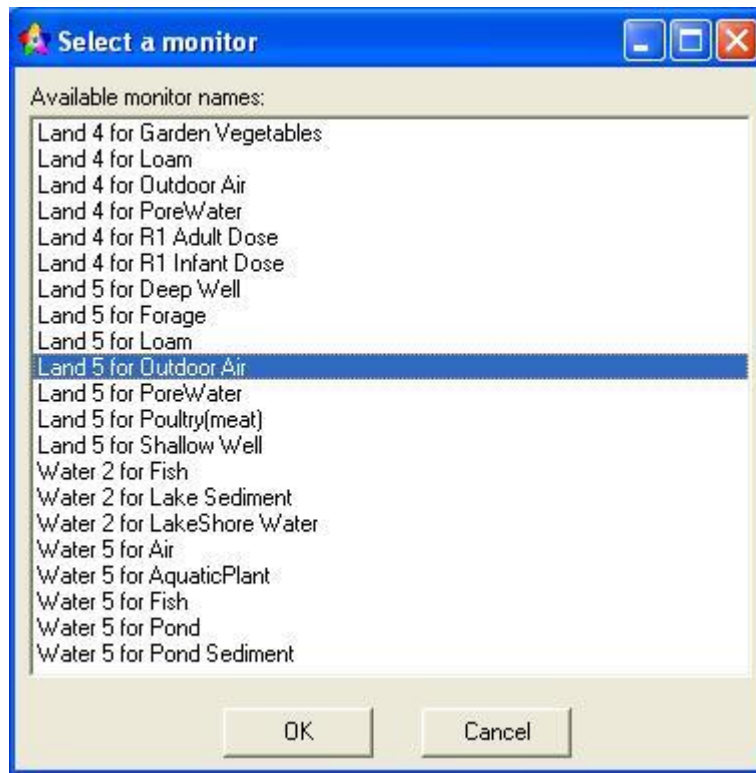 Select a monitor
Available monitor names:
Land 4 for Garden Vegetables
Land 4 for Loam
Land 4 for Outdoor Air
Land 4 for PoreWater
Land 4 for R1 Adult Dose
Land 4 for R1 Infant Dose
Land 5 for Deep Well
Land 5 for Forage
Land 5 for Loam
Land 5 for Outdoor Air
Land 5 for PoreWater
Land 5 for Poultry(meat)
Land 5 for Shallow Well
Water 2 for Fish
Water 2 for Lake Sediment
Water 2 for LakeShore Water
Water 5 for Air
Water 5 for AquaticPlant
Water 5 for Fish
Water 5 for Pond
Water 5 for Pond Sediment
OK Cancel